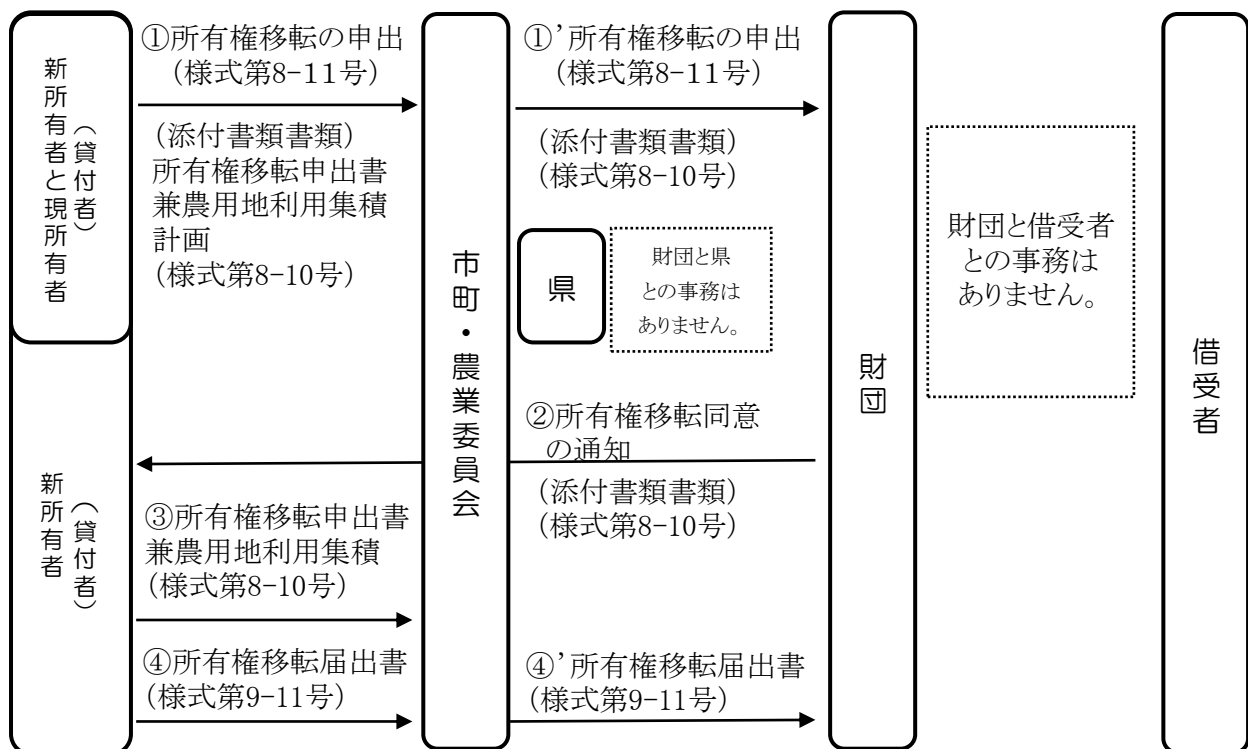 新所有者と現所有者
（貸付者）
①所有権移転の申出
（様式第8-11号）
（添付書類書類）
所有権移転申出書
兼農用地利用集積
計画
（様式第8-10号）
新所有者
（貸付者）
③所有権移転申出書
兼農用地利用集積
（様式第8-10号）
④所有権移転届出書
（様式第9-11号）
市町・農業委員会
①’所有権移転の申出
（様式第8-11号）
（添付書類書類）
（様式第8-10号）
県
財団と県
との事務は
ありません。
②所有権移転同意
の通知
（添付書類書類）
（様式第8-10号）
④’所有権移転届出書
（様式第9-11号）
財団
財団と借受者
との事務は
ありません。
借受者